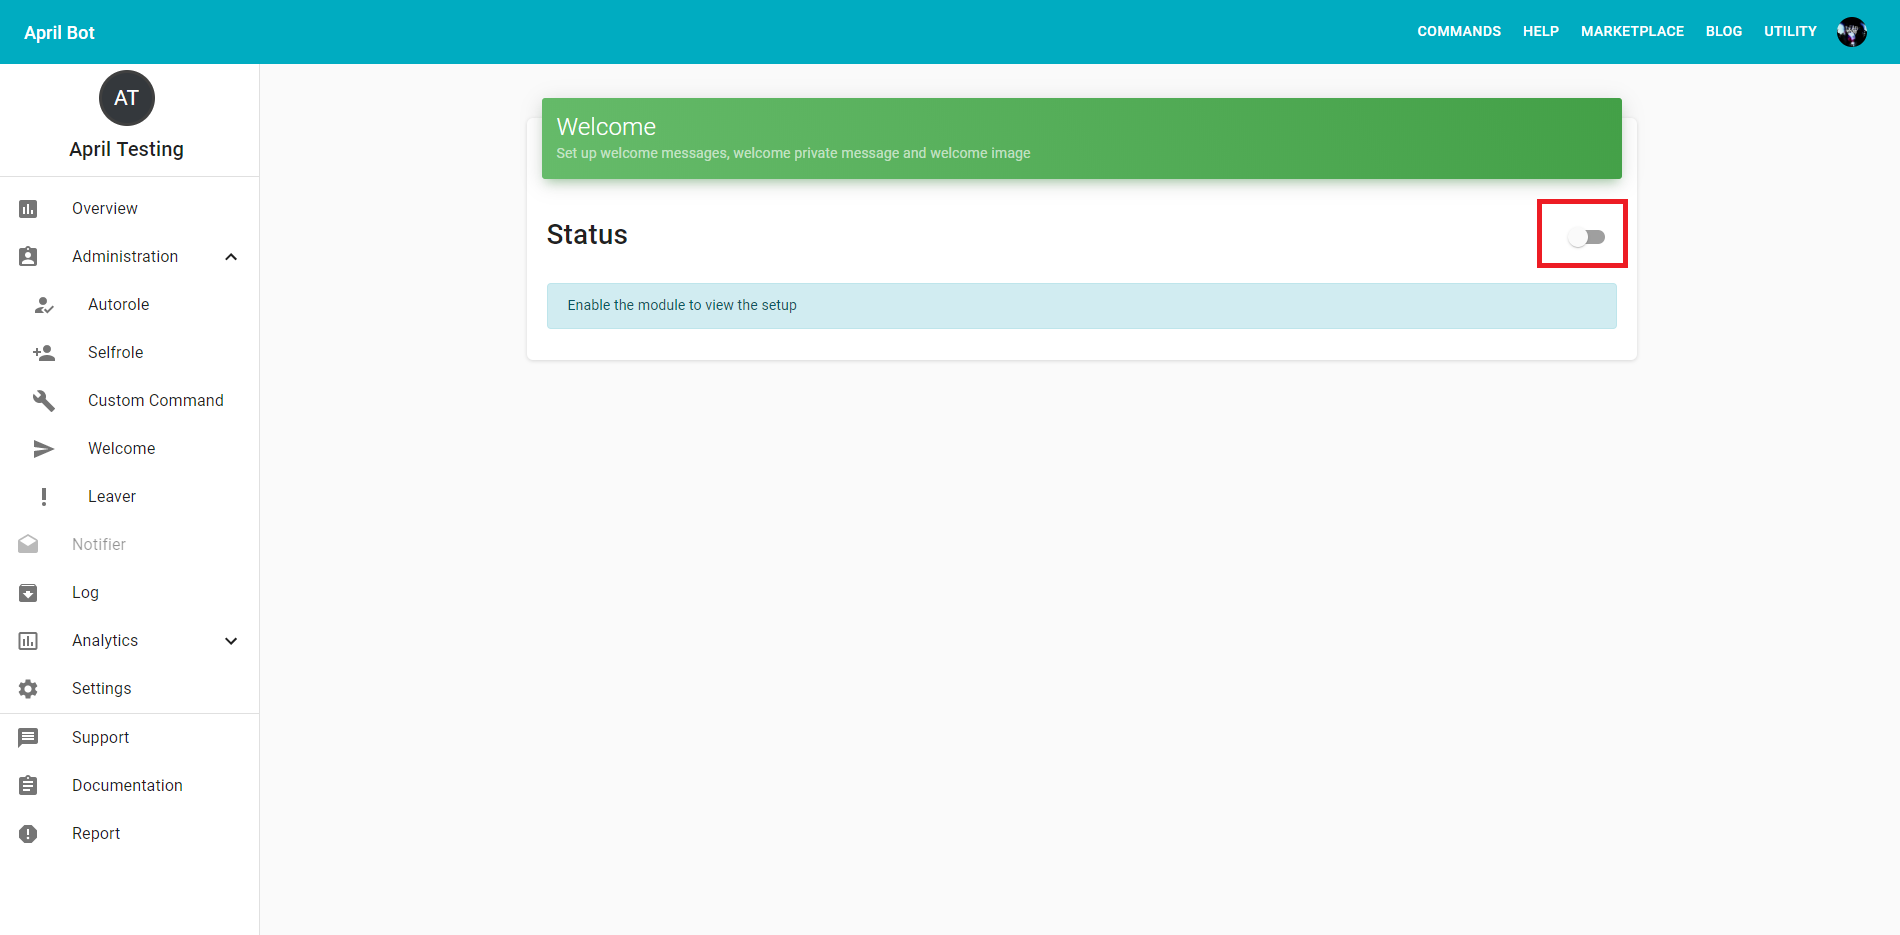 April Bot
COMMANDS HELP MARKETPLACE BLOG UTILITY
AT
April Testing
Overview
Administration
Autorole
Selfrole
Custom Command
Welcome
Leaver
Notifier
Log
Analytics
Settings
Support
Documentation
Report
Welcome
Set up welcome messages, welcome private message and welcome image
Status
Enable the module to view the setup